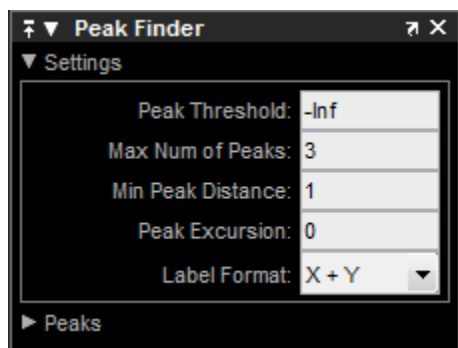 Peak Finder
Settings
Peak Threshold: -Inf
Max Num of Peaks: 3
Min Peak Distance: 1
Peak Excursion: 0
Label Format: X + Y
Peaks